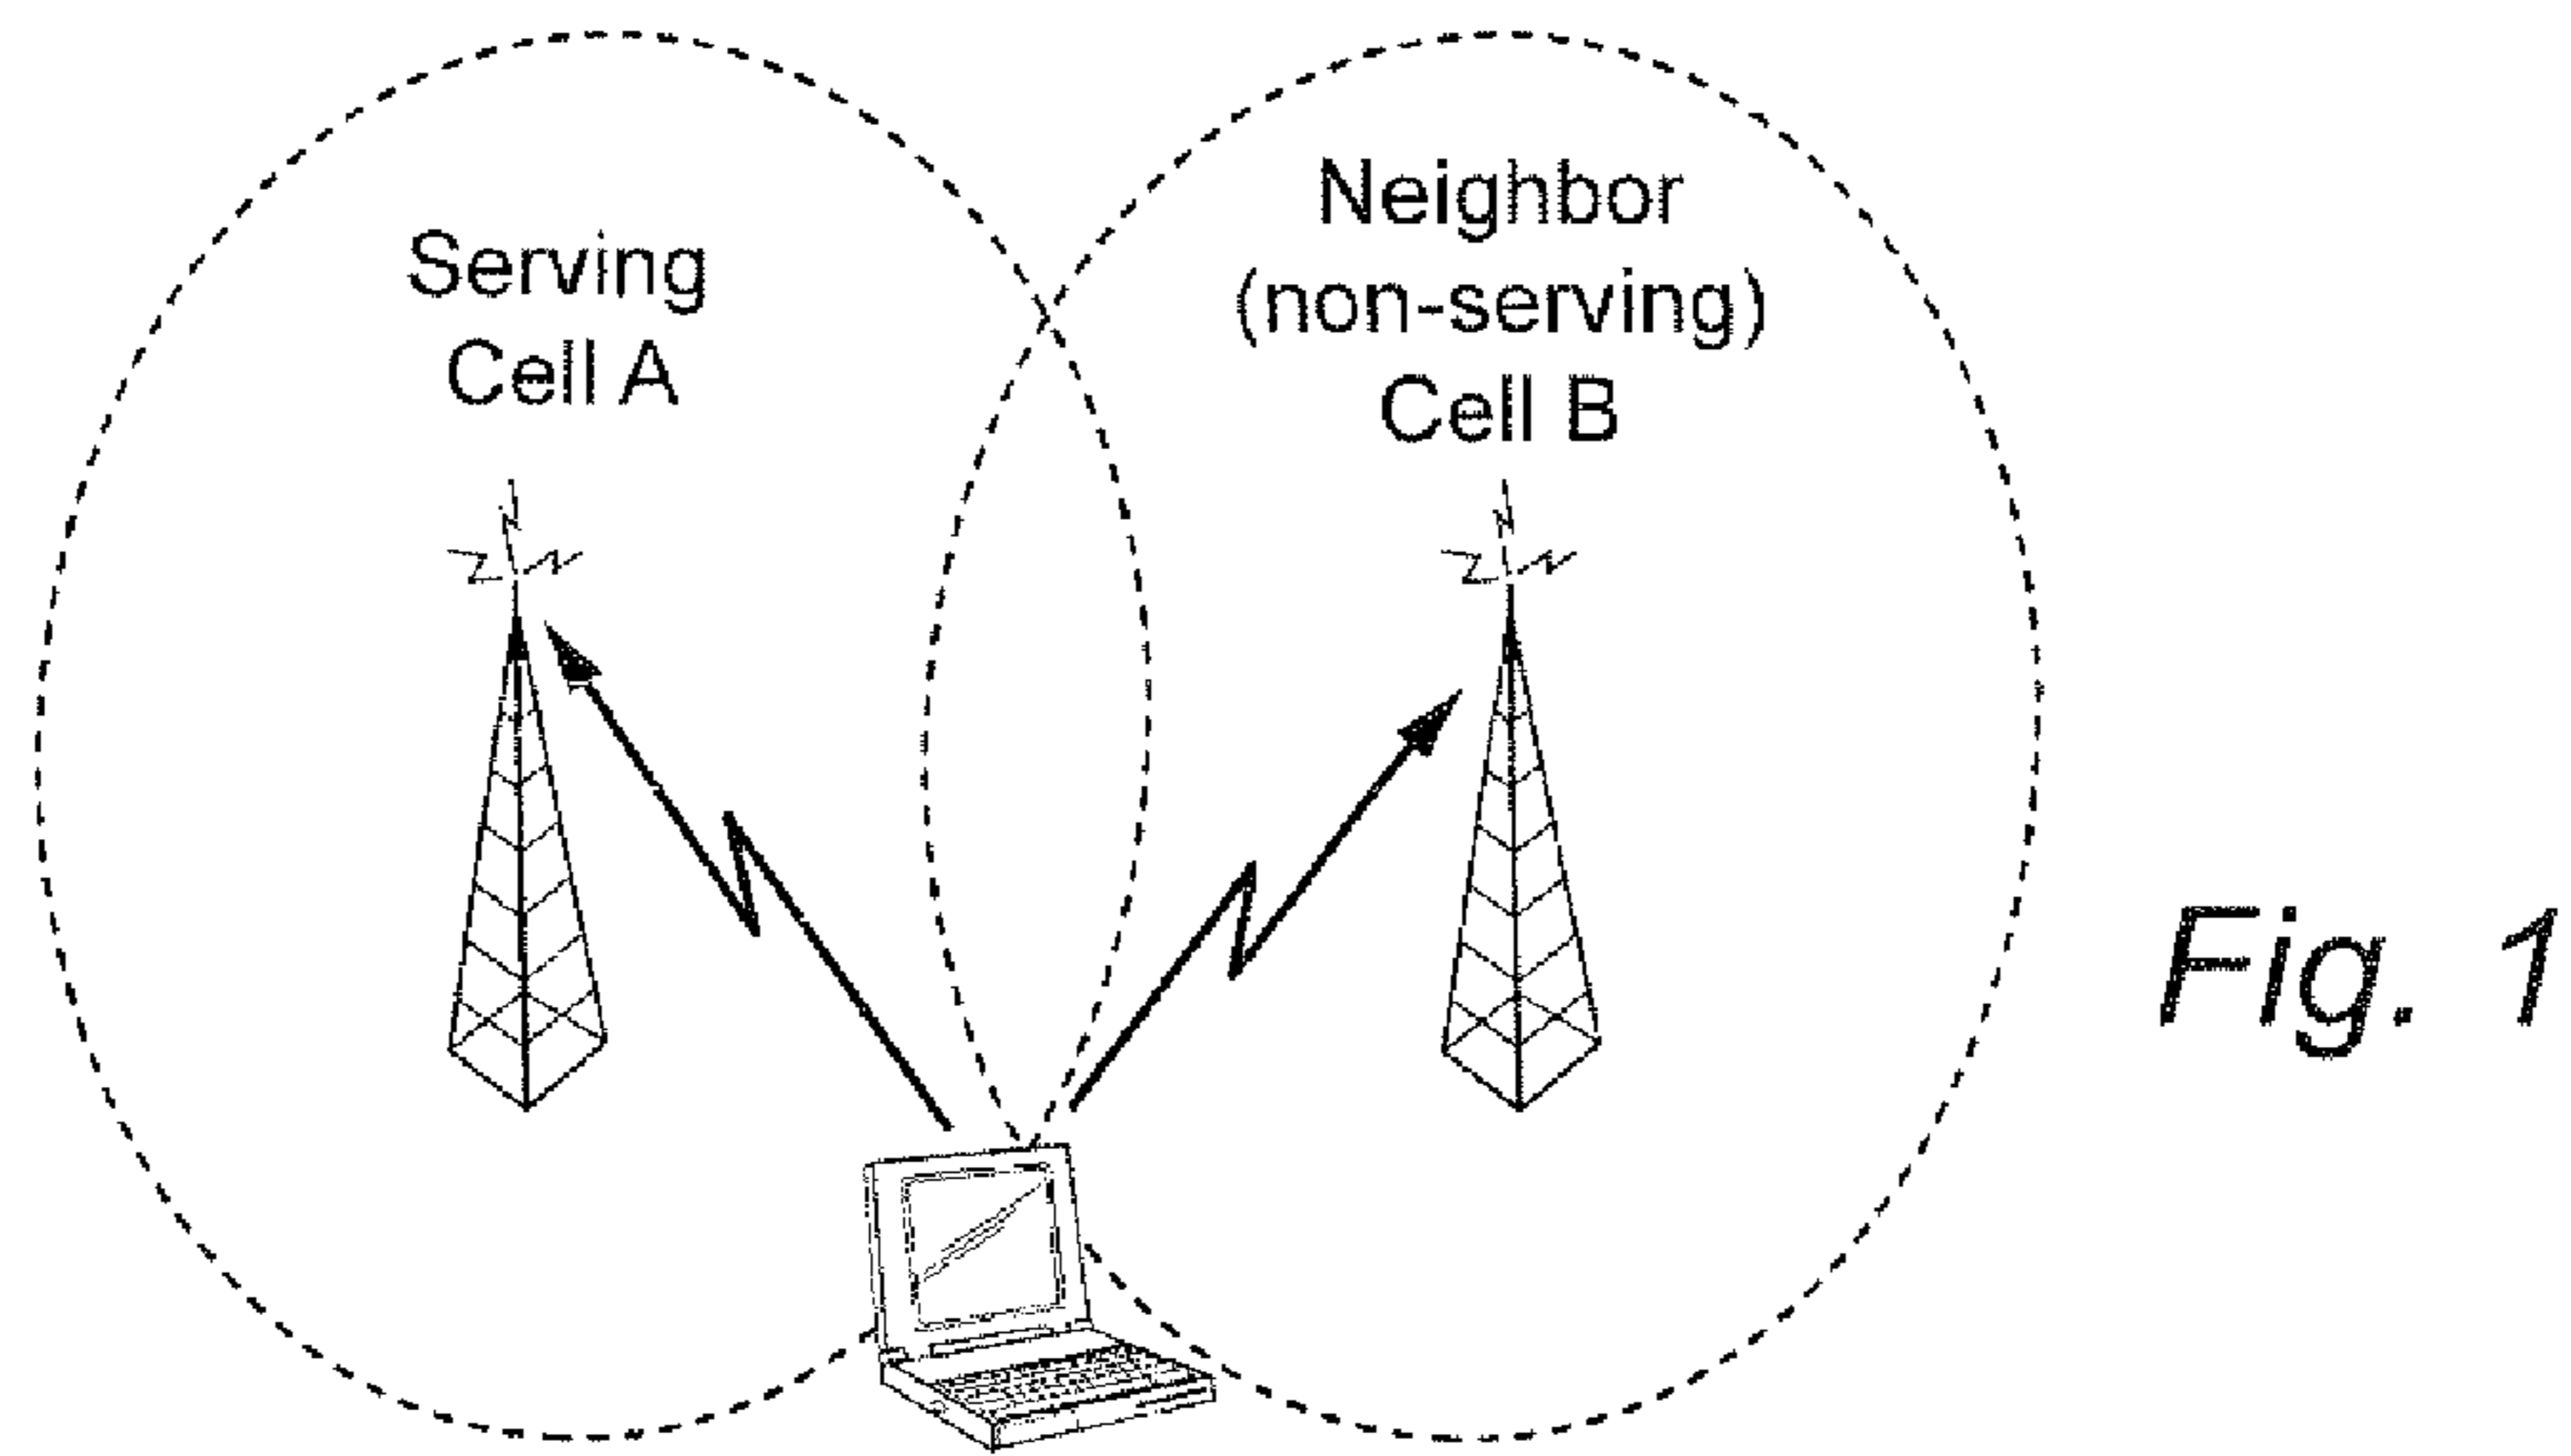 Serving
Cell A
Neighbor
(non-serving)
Cell B
Fig. 1